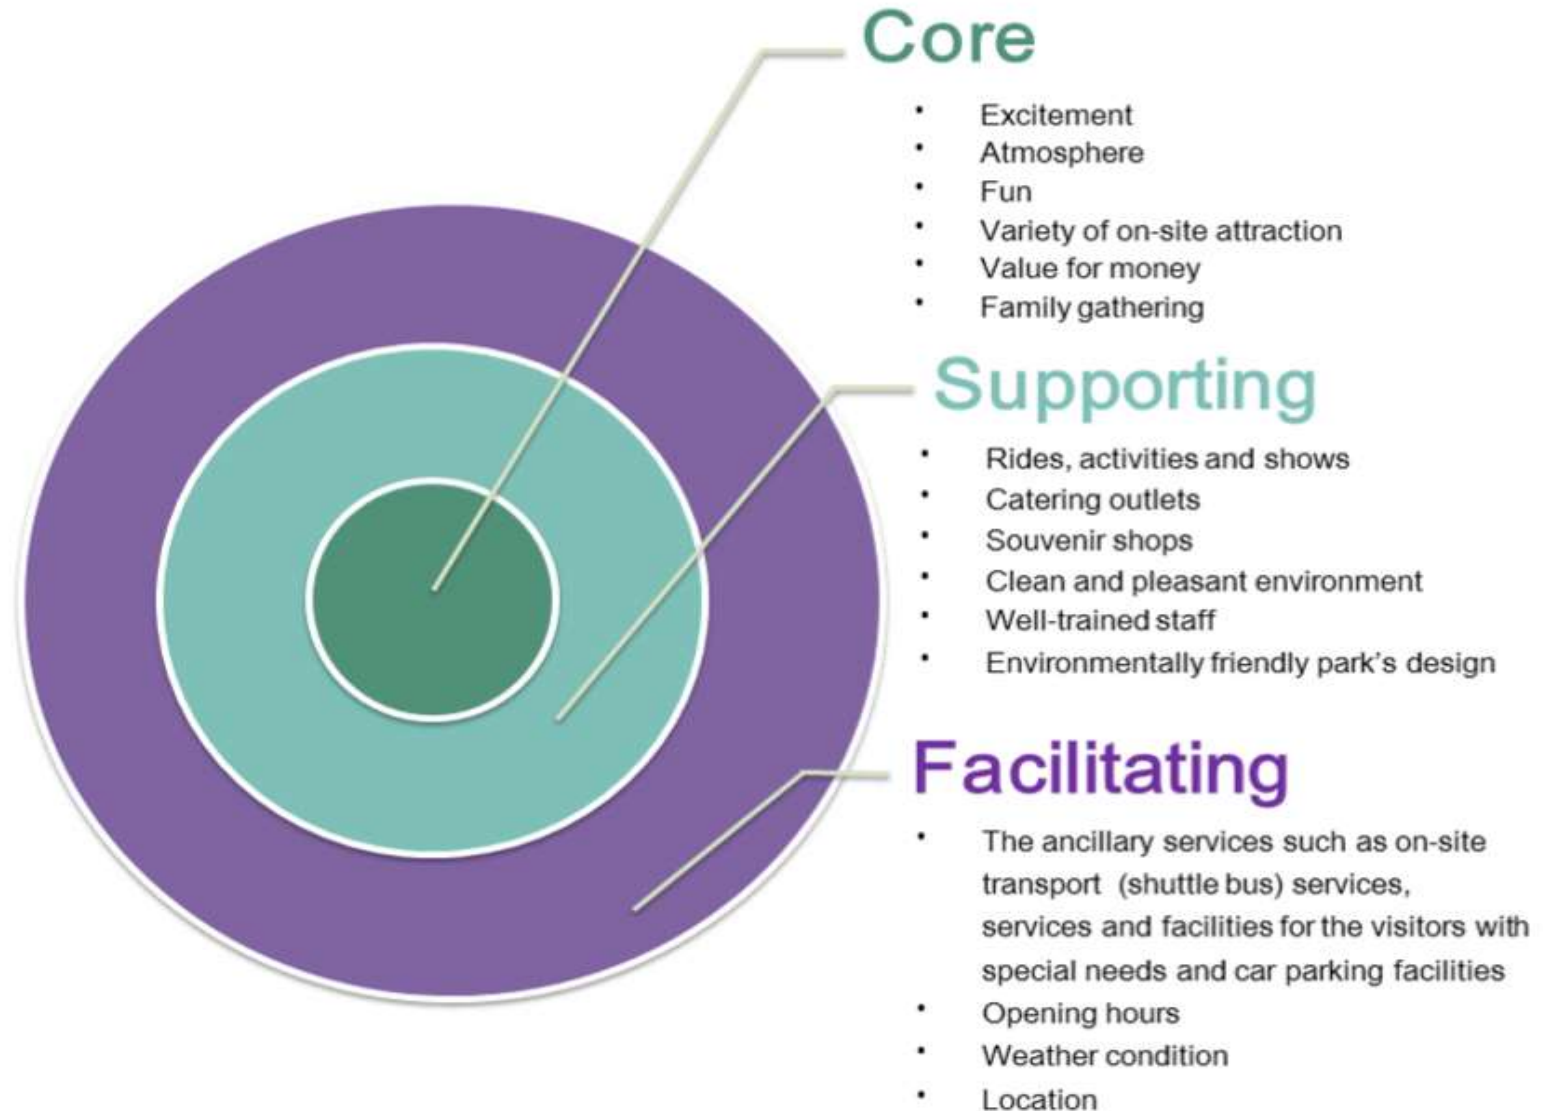 Core
• Excitement
• Atmosphere
• Fun
• Variety of on-site attraction
• Value for money
• Family gathering
Supporting
• Rides, activities and shows
• Catering outlets
• Souvenir shops
• Clean and pleasant environment
• Well-trained staff
• Environmentally friendly park's design
Facilitating
• The ancillary services such as on-site
transport (shuttle bus) services,
services and facilities for the visitors with
special needs and car parking facilities
• Opening hours
• Weather condition
• Location